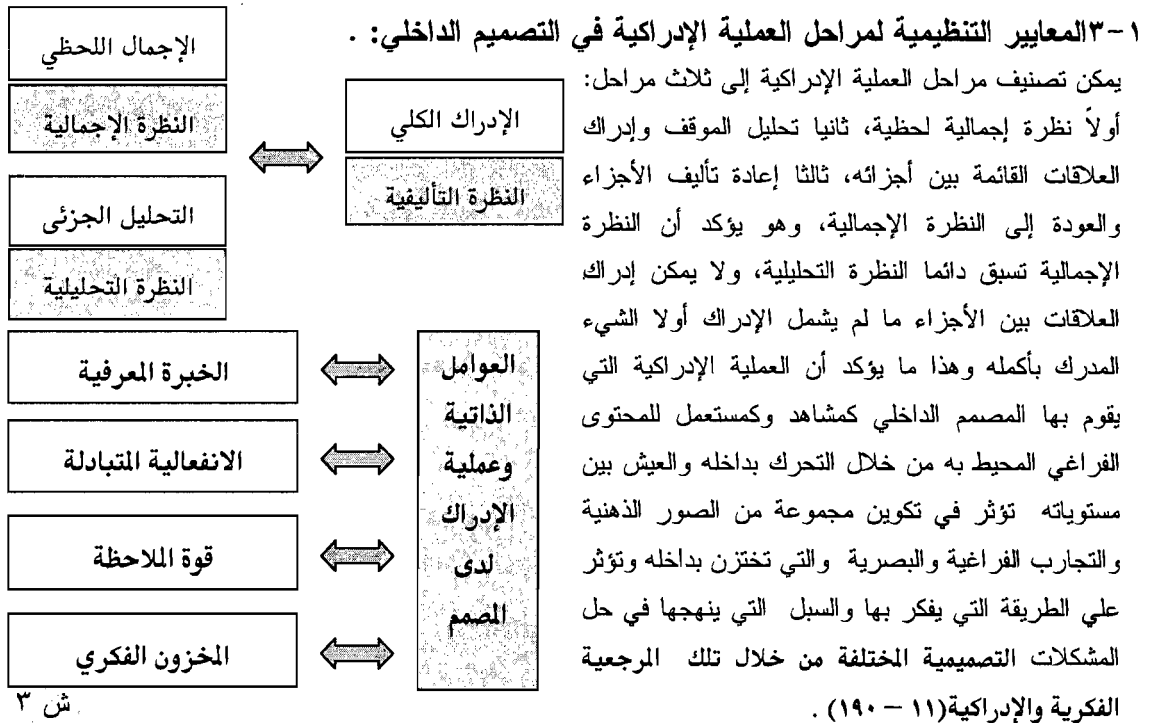 ١-٣المعايير التنظيمية لمراحل العملية الإدراكية في التصميم الداخلي: .
يمكن تصنيف مراحل العملية الإدراكية إلى ثلاث مراحل:
أولاً نظرة إجمالية لحظية، ثانيا تحليل الموقف وإدراك
العلاقات القائمة بين أجزائه، ثالثا إعادة تأليف الأجزاء
والعودة إلى النظرة الإجمالية، وهو يؤكد أن النظرة
الإجمالية تسبق دائما النظرة التحليلية، ولا يمكن إدراك
العلاقات بين الأجزاء ما لم يشمل الإدراك أولا الشيء
المدرك بأكمله وهذا ما يؤكد أن العملية الإدراكية التي
يقوم بها المصمم الداخلي كمشاهد وكمستعمل للمحتوى
الفراغي المحيط به من خلال التحرك بداخله والعيش بين
مستوياته تؤثر في تكوين مجموعة من الصور الذهنية
والتجارب الفراغية والبصرية والتي تختزن بداخله وتؤثر
علي الطريقة التي يفكر بها والسبل التي ينهجها في حل
المشكلات التصميمية المختلفة من خلال تلك المرجعية
الفكرية والإدراكية(١١ – ١٩٠) .
الإدراك الكلي
النظرة التأليفية
الإجمال اللحظي
النظرة الإجمالية
التحليل الجزئى
النظرة التحليلية
العوامل
الذاتية
وعملية
الإدراك
لدى
المصمم
الخبرة المعرفية
الانفعالية المتبادلة
قوة الملاحظة
المخزون الفكري
ش ٣